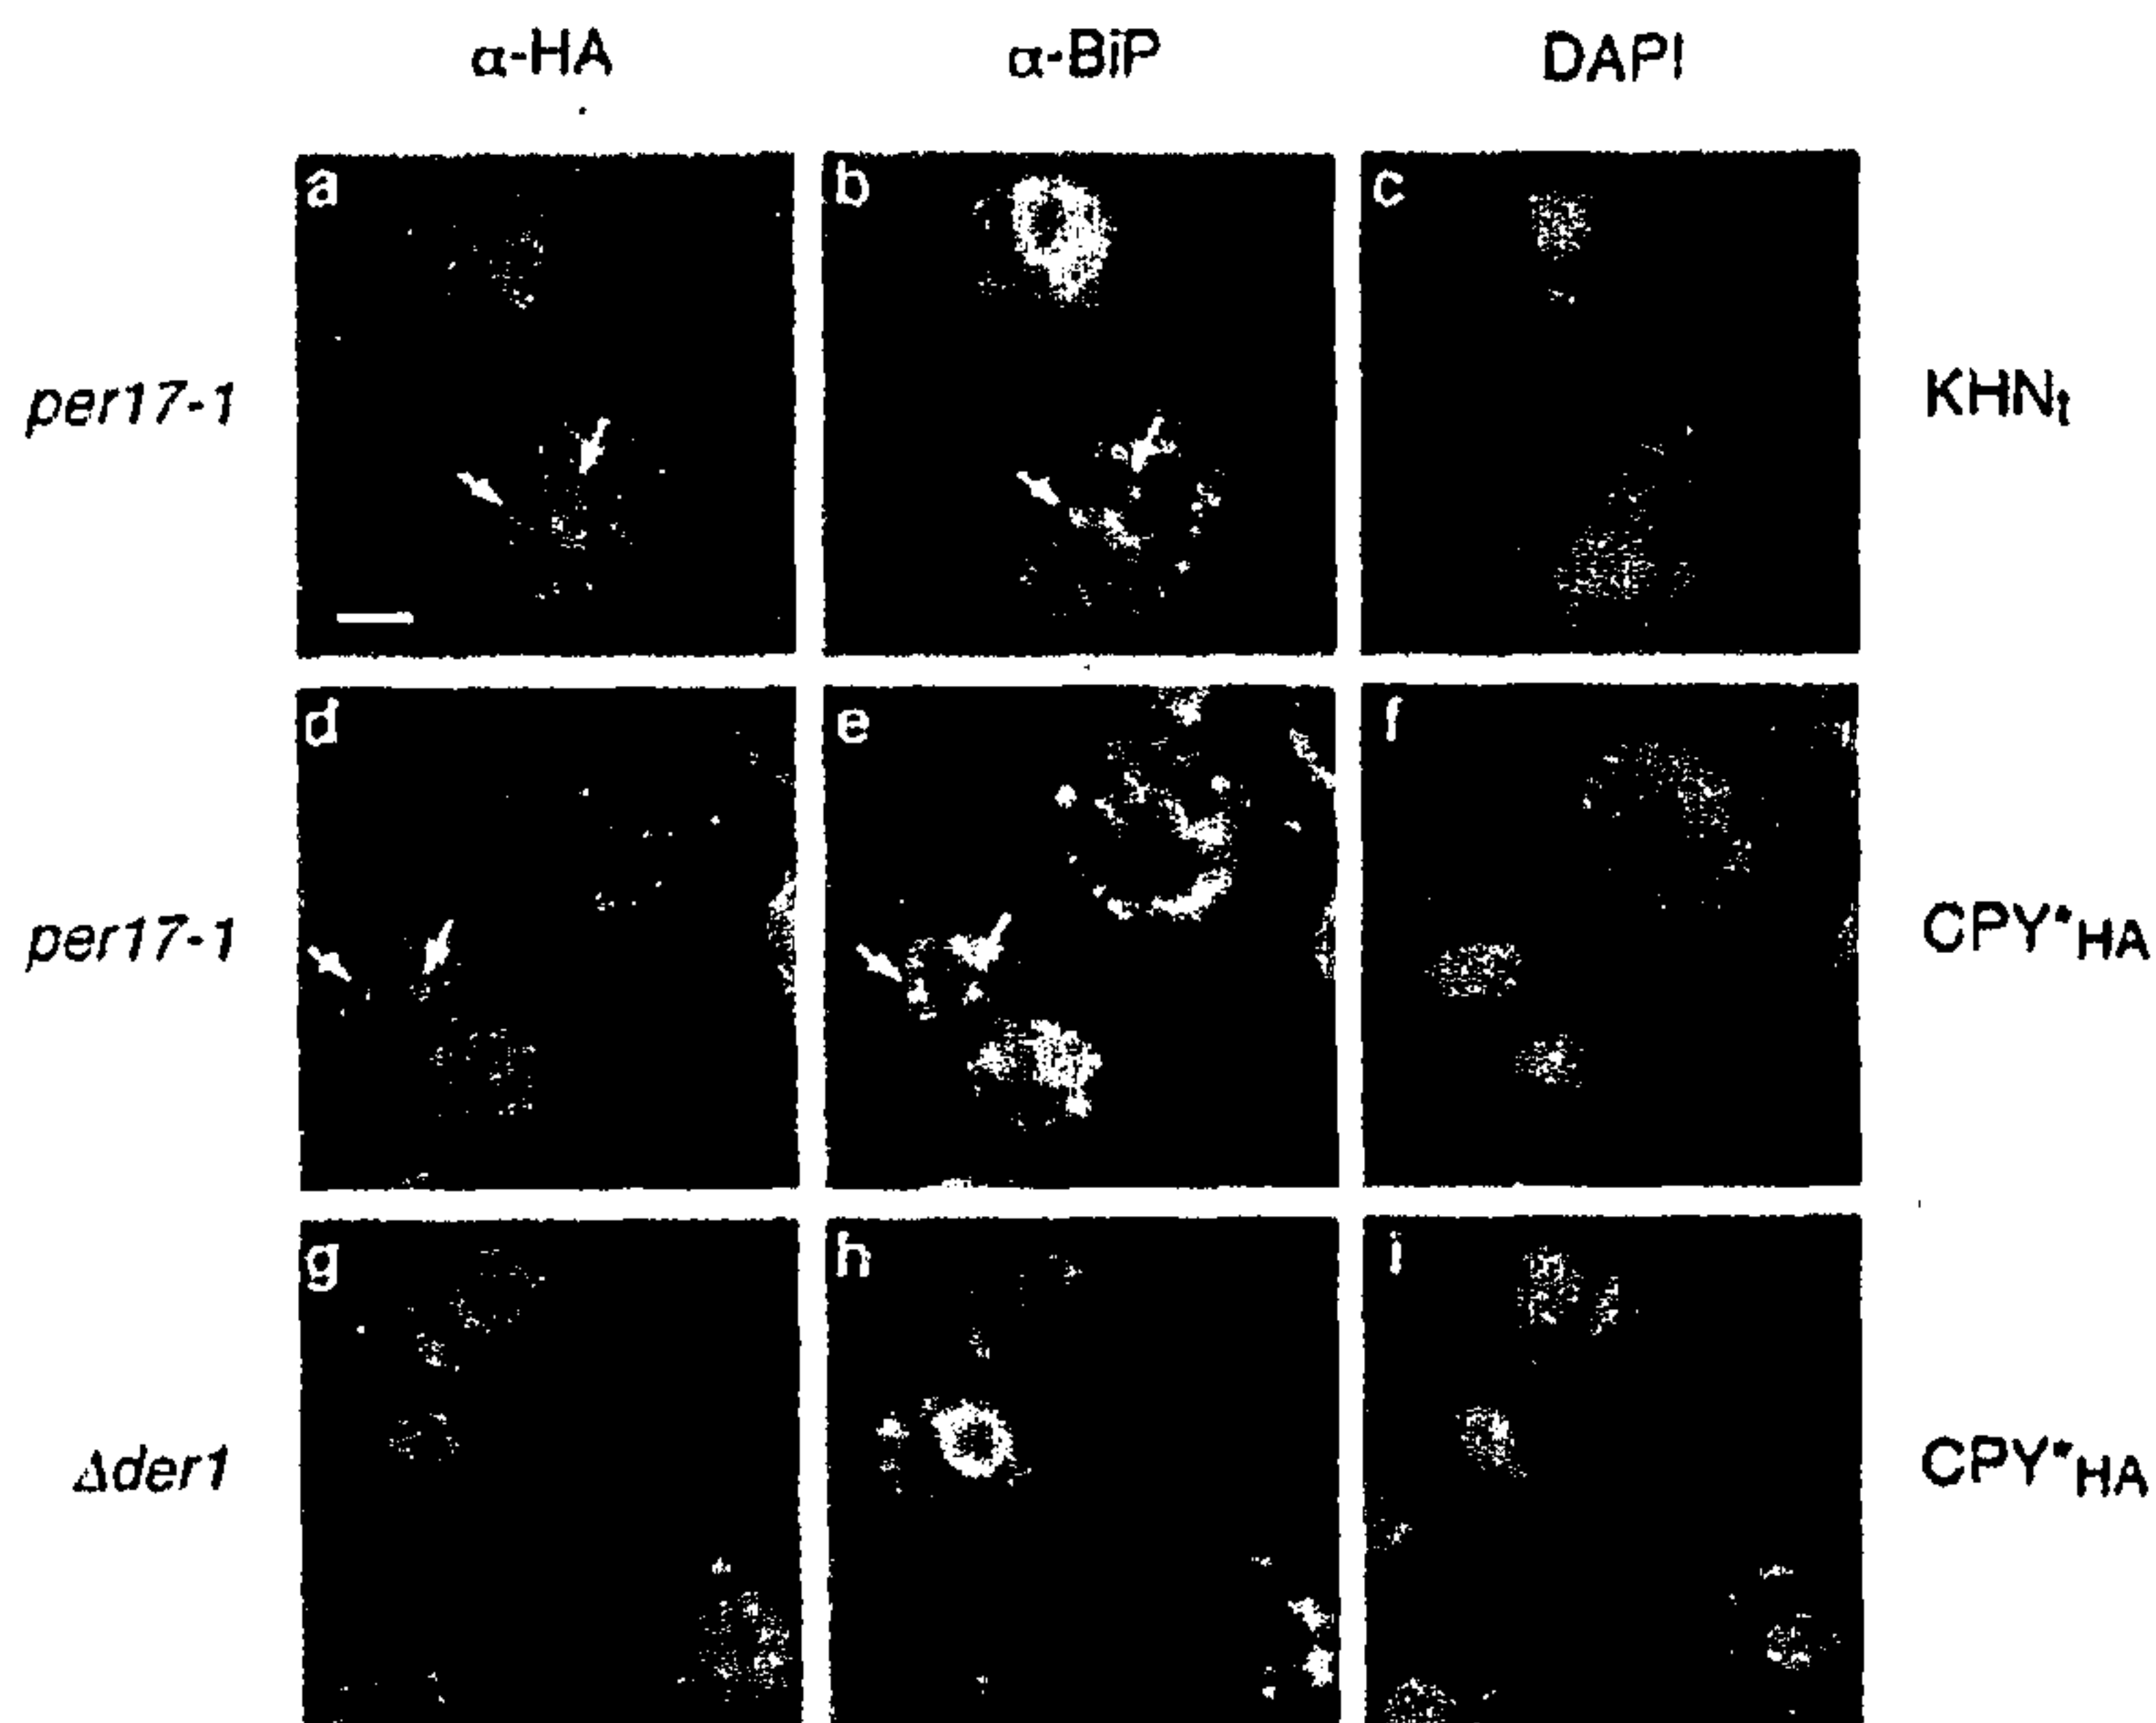 α-HA α-BiP DAPI
a b c
per17-1 KHNt
d e f
per17-1 CPY*HA
g h i
Δder1 CPY*HA